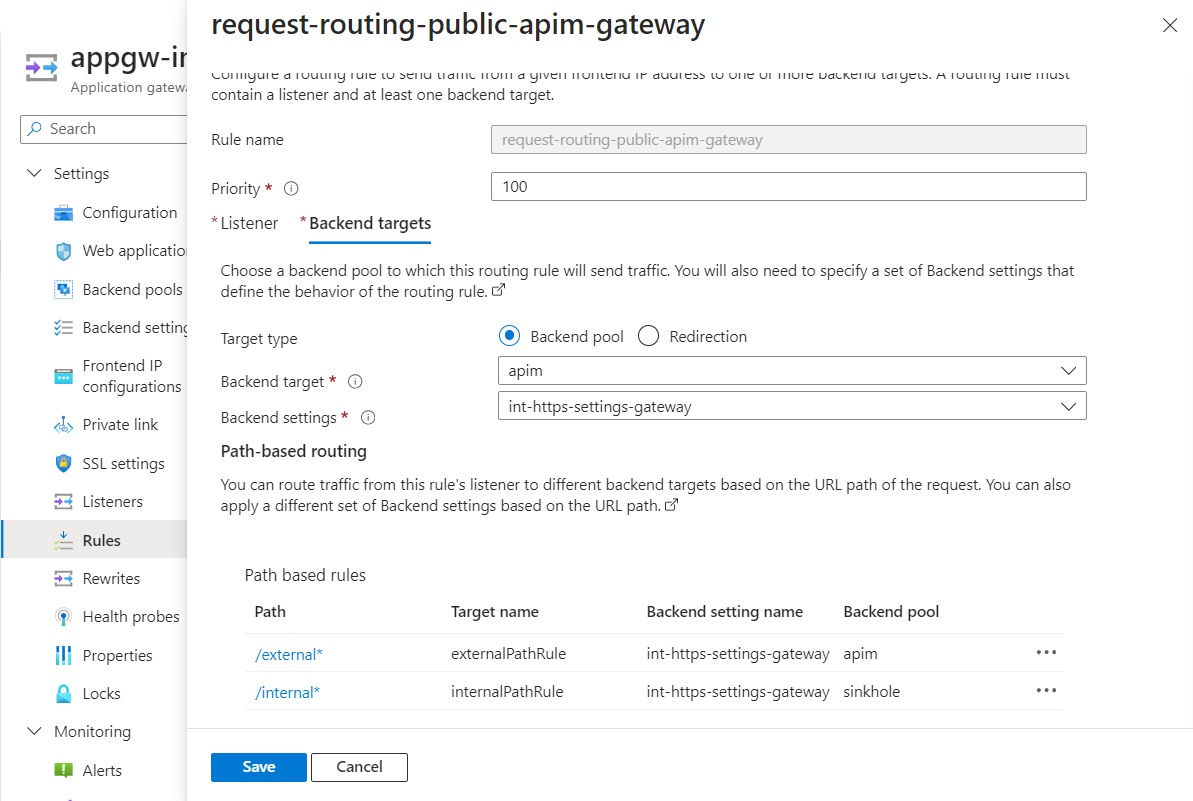 request-routing-public-apim-gateway
appgw-in
Application gatewa
Configure a routing rule to send traffic from a given frontend IP address to one or more backend targets. A routing rule must
contain a listener and at least one backend target.
Search
Rule name
request-routing-public-apim-gateway
Settings
Priority *
100
Configuration
* Listener
* Backend targets
Web application
Choose a backend pool to which this routing rule will send traffic. You will also need to specify a set of Backend settings that
define the behavior of the routing rule.
Backend pools
Backend setting
Target type
Backend pool
Redirection
Frontend IP
configurations
Backend target *
apim
Backend settings *
int-https-settings-gateway
Private link
Path-based routing
SSL settings
You can route traffic from this rule's listener to different backend targets based on the URL path of the request. You can also
apply a different set of Backend settings based on the URL path.
Listeners
Rules
Rewrites
Path based rules
Health probes
Path Target name Backend setting name Backend pool
Properties
/external* externalPathRule int-https-settings-gateway apim
Locks
/internal* internalPathRule int-https-settings-gateway sinkhole
Monitoring
Alerts
Save
Cancel